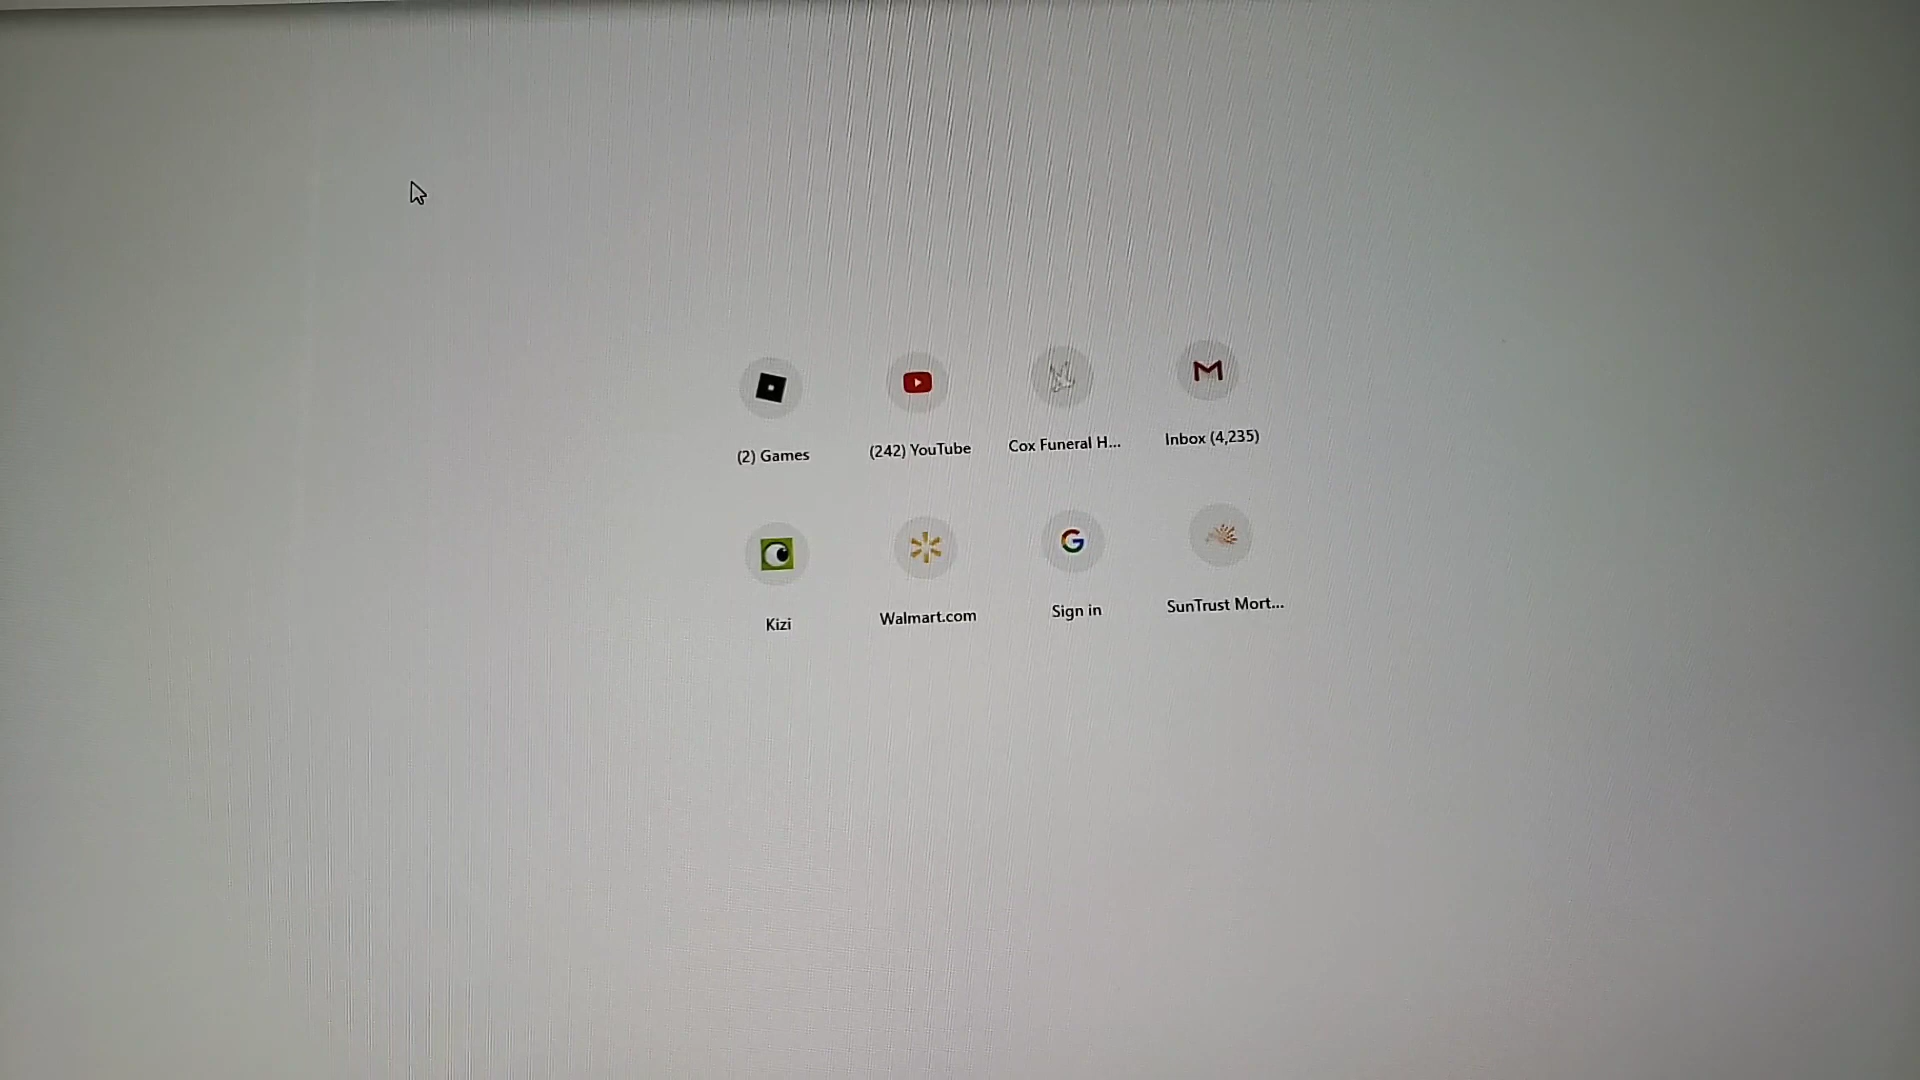 (2) Games
(242) YouTube
Cox Funeral H...
Inbox (4,235)
Kizi
Walmart.com
Sign in
SunTrust Mort...